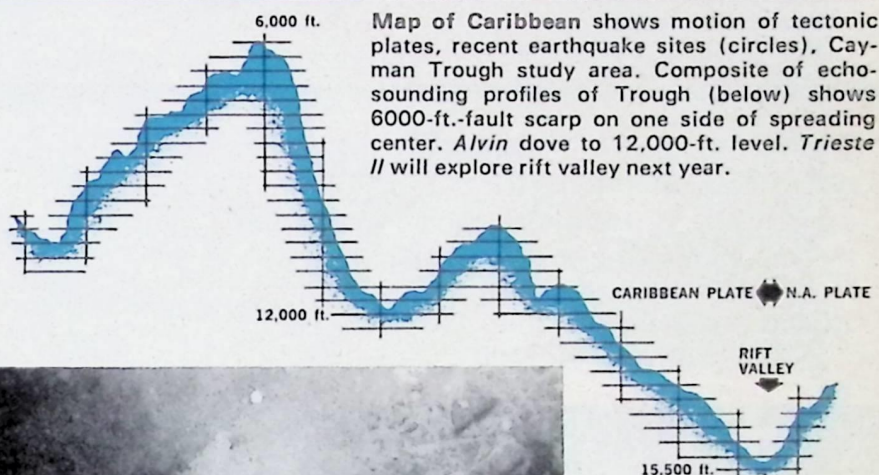 6,000 ft.
Map of Caribbean shows motion of tectonic
plates, recent earthquake sites (circles), Cay-
man Trough study area. Composite of echo-
sounding profiles of Trough (below) shows
6000-ft.-fault scarp on one side of spreading
center. Alvin dove to 12,000-ft. level. Trieste
II will explore rift valley next year.
CARIBBEAN PLATE N.A. PLATE
12,000 ft.
RIFT
VALLEY
15,500 ft.